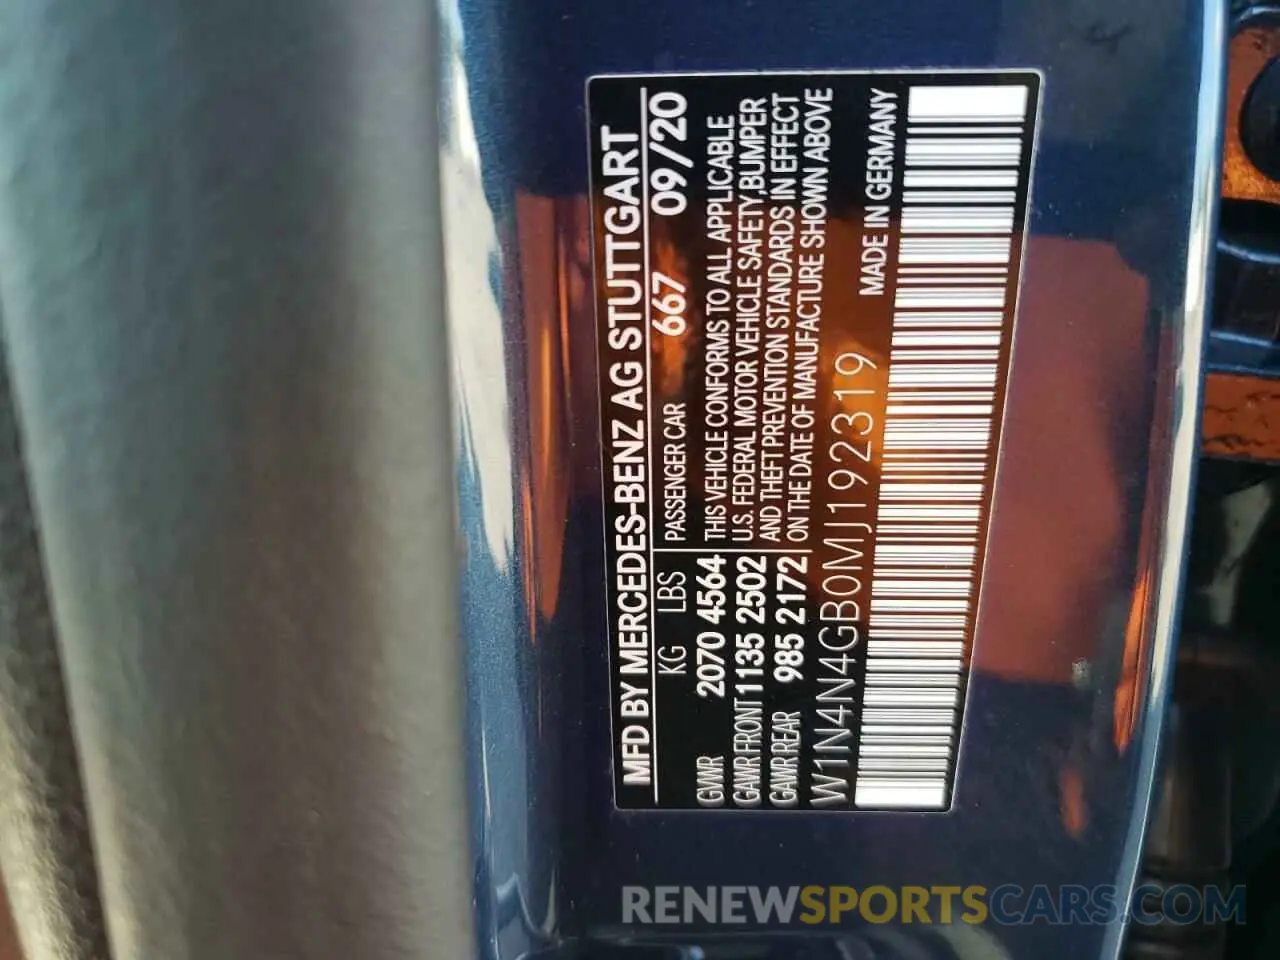 MFD BY MERCEDES-BENZ AG STUTTGART
KG LBS PASSENGER CAR 667 09/20
GVWR 2070 4564 THIS VEHICLE CONFORMS TO ALL APPLICABLE
GAWR FRONT 1135 2502 U.S. FEDERAL MOTOR VEHICLE SAFETY, BUMPER
GAWR REAR 985 2172 AND THEFT PREVENTION STANDARDS IN EFFECT
ON THE DATE OF MANUFACTURE SHOWN ABOVE
W1N4N4GB0MJ192319 MADE IN GERMANY
RENEWSPORTSCARS.COM